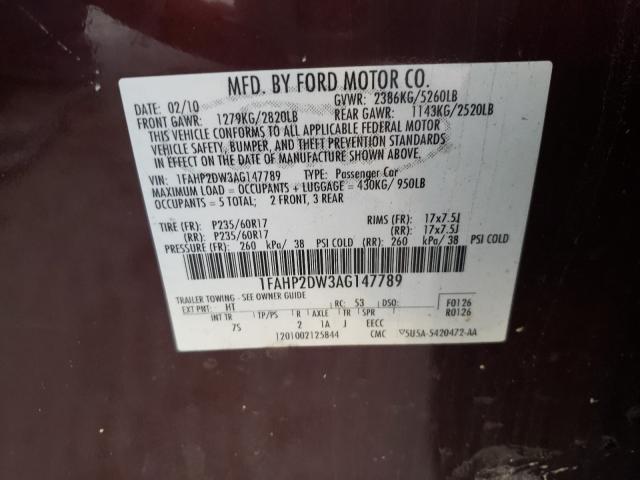 MFD. BY FORD MOTOR CO.
DATE: 02/10 GVWR: 2386KG/5260LB
FRONT GAWR: 1279KG/2820LB REAR GAWR: 1143KG/2520LB
THIS VEHICLE CONFORMS TO ALL APPLICABLE FEDERAL MOTOR
VEHICLE SAFETY, BUMPER, AND THEFT PREVENTION STANDARDS
IN EFFECT ON THE DATE OF MANUFACTURE SHOWN ABOVE.
VIN: 1FAHP2DW3AG147789 TYPE: Passenger Car
MAXIMUM LOAD = OCCUPANTS + LUGGAGE = 430KG/ 950LB
OCCUPANTS = 5 TOTAL; 2 FRONT, 3 REAR
TIRE (FR): P235/60R17 RIMS (FR): 17x7.5J
(RR): P235/60R17 (RR): 17x7.5J
PRESSURE (FR): 260 kPa/ 38 PSI COLD (RR) 260 kPa/ 38 PSI COLD
1FAHP2DW3AG147789
TRAILER TOWING - SEE OWNER GUIDE
EXT PNT: HT RC: 53 DSO: F0126
INT TR TP/PS R AXLE TR SPR R0126
7S 2 1A J EECC
1201002125844 CMC 5U5A-5420472-AA